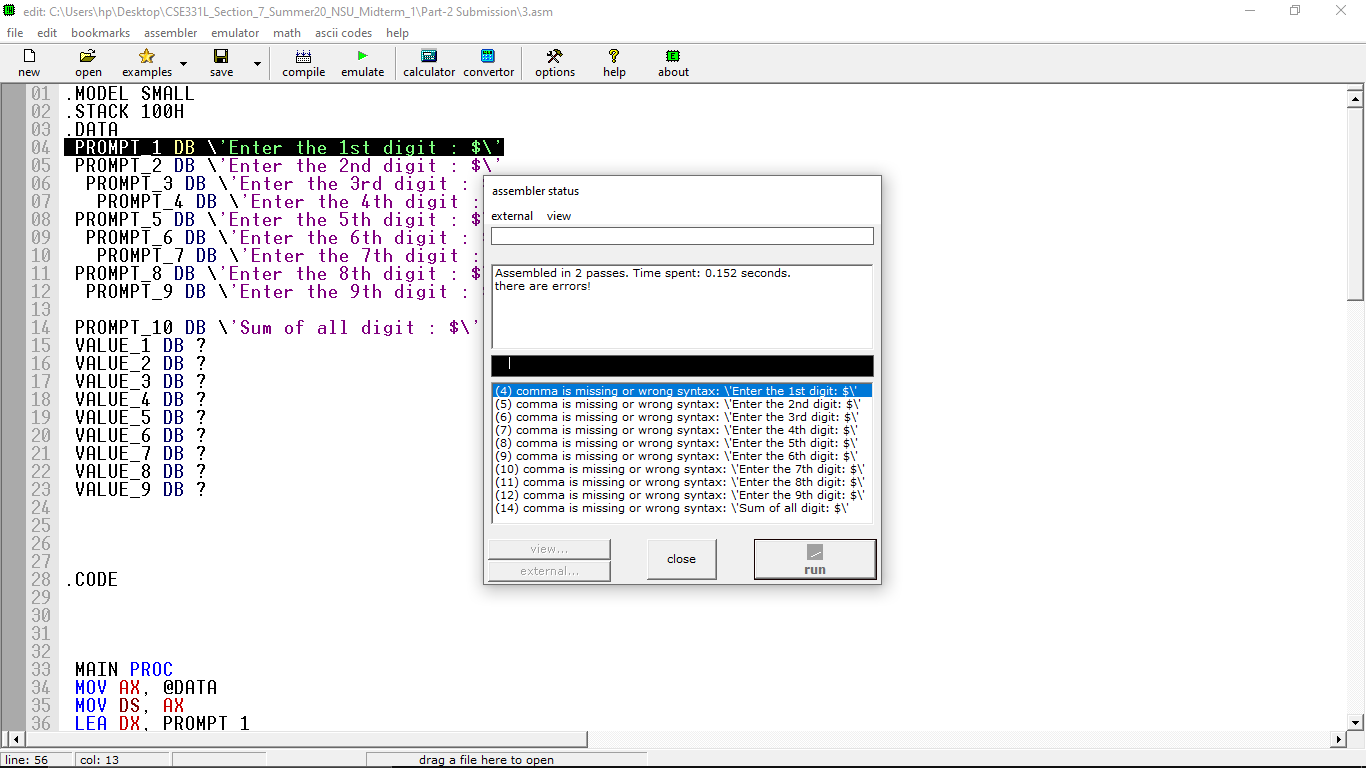 edit: C:\Users\hp\Desktop\CSE331L_Section_7_Summer20_NSU_Midterm_1\Part-2 Submission\3.asm
file edit bookmarks assembler emulator math ascii codes help
new open examples save compile emulate calculator convertor options help about
01 .MODEL SMALL
02 .STACK 100H
03 .DATA
04 PROMPT_1 DB \'Enter the 1st digit : $\'
05 PROMPT_2 DB \'Enter the 2nd digit : $\'
06 PROMPT_3 DB \'Enter the 3rd digit :
07 PROMPT_4 DB \'Enter the 4th digit :
08 PROMPT_5 DB \'Enter the 5th digit : $
09 PROMPT_6 DB \'Enter the 6th digit :
10 PROMPT_7 DB \'Enter the 7th digit :
11 PROMPT_8 DB \'Enter the 8th digit : $
12 PROMPT_9 DB \'Enter the 9th digit :
13
14 PROMPT_10 DB \'Sum of all digit : $\'
15 VALUE_1 DB ?
16 VALUE_2 DB ?
17 VALUE_3 DB ?
18 VALUE_4 DB ?
19 VALUE_5 DB ?
20 VALUE_6 DB ?
21 VALUE_7 DB ?
22 VALUE_8 DB ?
23 VALUE_9 DB ?
24
25
26
27
28 .CODE
29
30
31
32
33 MAIN PROC
34 MOV AX, @DATA
35 MOV DS, AX
36 LEA DX, PROMPT_1
assembler status
external view
Assembled in 2 passes. Time spent: 0.152 seconds.
there are errors!
(4) comma is missing or wrong syntax: \'Enter the 1st digit: $\'
(5) comma is missing or wrong syntax: \'Enter the 2nd digit: $\'
(6) comma is missing or wrong syntax: \'Enter the 3rd digit: $\'
(7) comma is missing or wrong syntax: \'Enter the 4th digit: $\'
(8) comma is missing or wrong syntax: \'Enter the 5th digit: $\'
(9) comma is missing or wrong syntax: \'Enter the 6th digit: $\'
(10) comma is missing or wrong syntax: \'Enter the 7th digit: $\'
(11) comma is missing or wrong syntax: \'Enter the 8th digit: $\'
(12) comma is missing or wrong syntax: \'Enter the 9th digit: $\'
(14) comma is missing or wrong syntax: \'Sum of all digit: $\'
view...
external...
close
run
line: 56 col: 13 drag a file here to open